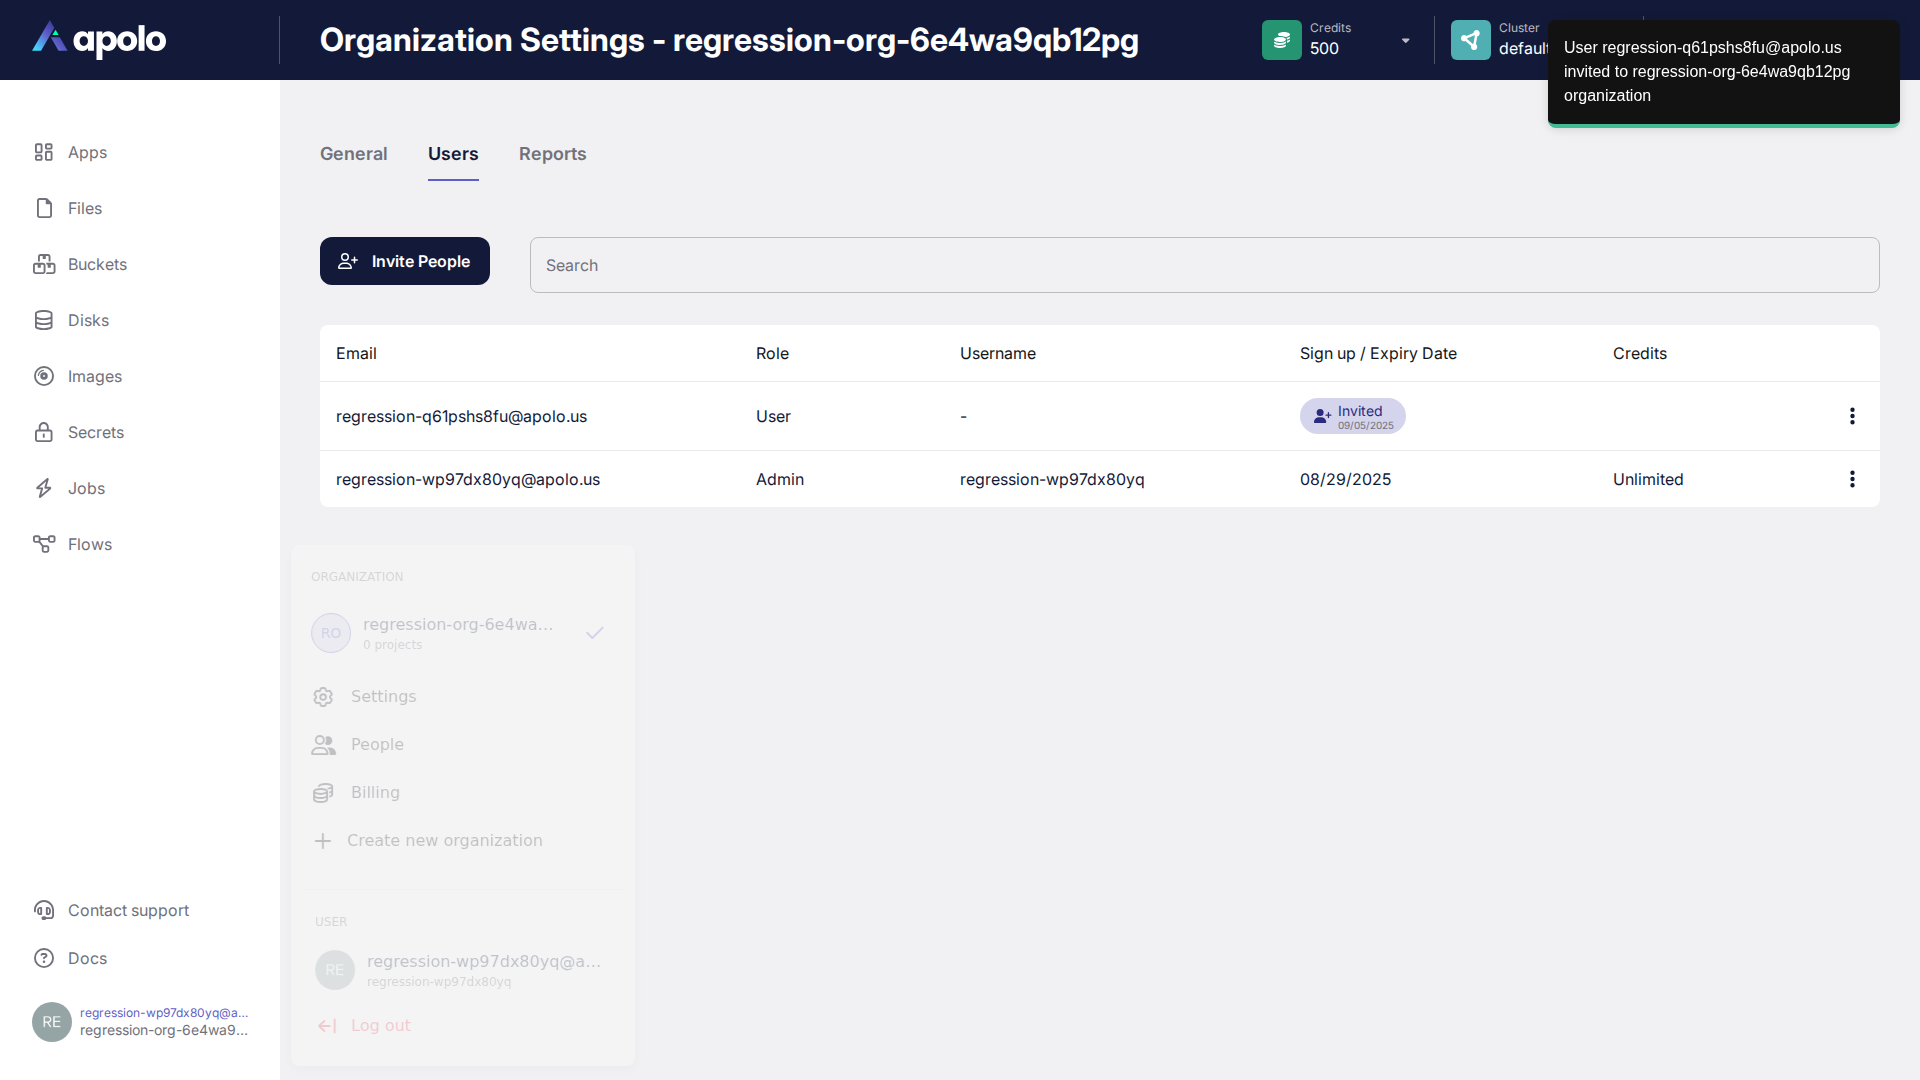 apolo
Organization Settings - regression-org-6e4wa9qb12pg
Credits
500
Cluster
default
User regression-q61pshs8fu@apolo.us
invited to regression-org-6e4wa9qb12pg
organization
Apps
Files
Buckets
Disks
Images
Secrets
Jobs
Flows
General Users Reports
Invite People
Search
Email Role Username Sign up / Expiry Date Credits
regression-q61pshs8fu@apolo.us User - Invited
09/05/2025
regression-wp97dx80yq@apolo.us Admin regression-wp97dx80yq 08/29/2025 Unlimited
ORGANIZATION
RO regression-org-6e4wa...
0 projects
Settings
People
Billing
Create new organization
USER
RE regression-wp97dx80yq@a...
regression-wp97dx80yq
Log out
Contact support
Docs
RE regression-wp97dx80yq@a...
regression-org-6e4wa9...